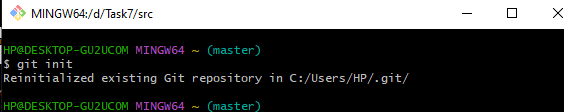 MINGW64:/d/Task7/src
HP@DESKTOP-GU2UCOM MINGW64 ~ (master)
$ git init
Reinitialized existing Git repository in C:/Users/HP/.git/
HP@DESKTOP-GU2UCOM MINGW64 ~ (master)